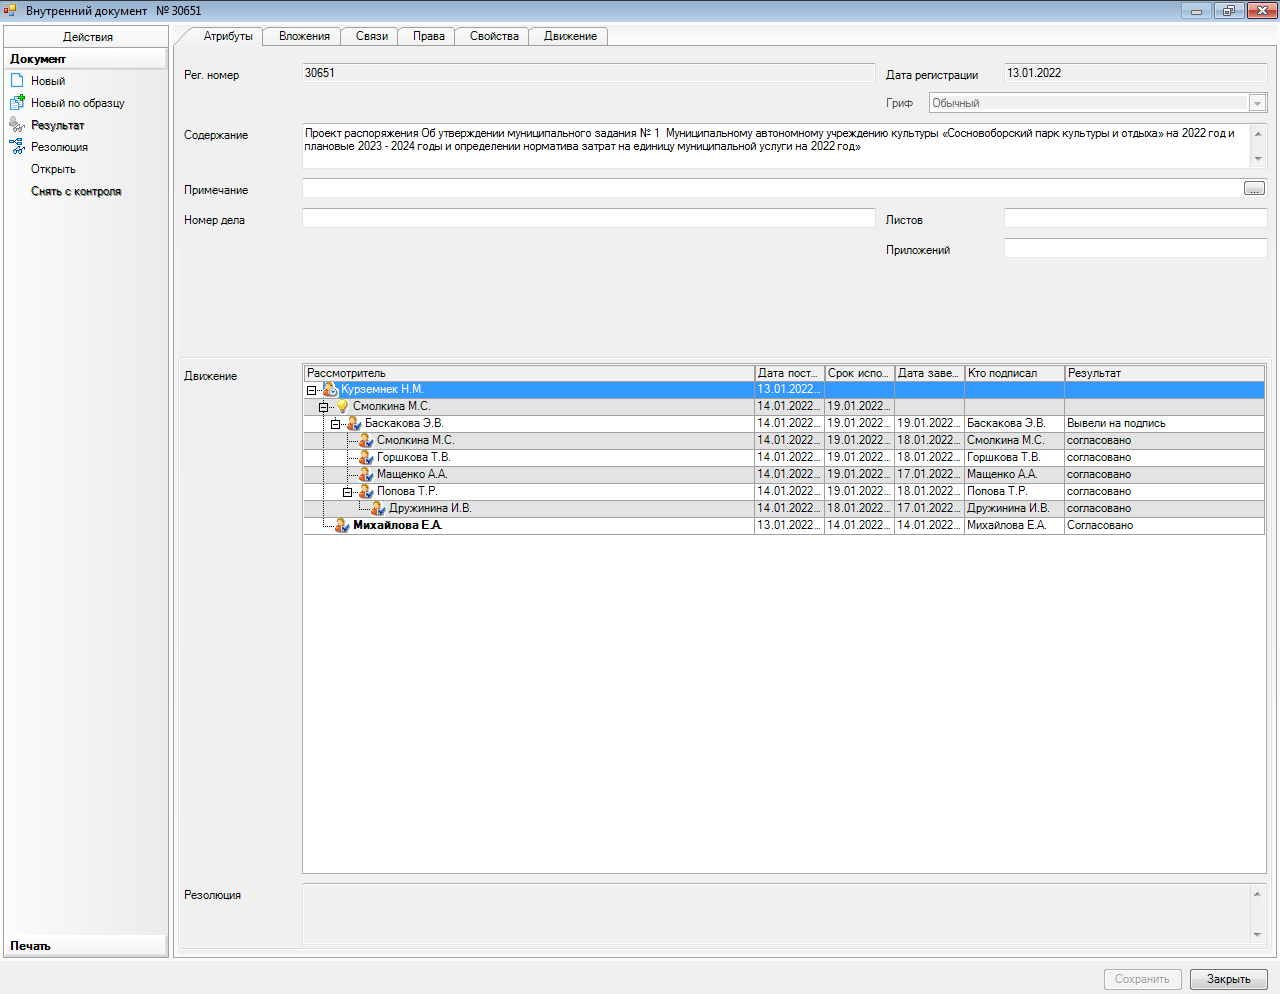 Внутренний документ № 30651
Действия
Документ
Новый
Новый по образцу
Результат
Резолюция
Открыть
Снять с контроля
Печать
Атрибуты Вложения Связи Права Свойства Движение
Рег. номер 30651 Дата регистрации 13.01.2022
Гриф Обычный
Содержание Проект распоряжения Об утверждении муниципального задания № 1 Муниципальному автономному учреждению культуры «Сосновоборский парк культуры и отдыха» на 2022 год и
плановые 2023 - 2024 годы и определении норматива затрат на единицу муниципальной услуги на 2022 год»
Примечание ...
Номер дела Листов
Приложений
Движение
Рассмотритель Дата пост... Срок испо... Дата заве... Кто подписал Результат
Курземнек Н.М. 13.01.2022...
Смолкина М.С. 14.01.2022... 19.01.2022...
Баскакова Э.В. 14.01.2022... 19.01.2022... 19.01.2022... Баскакова Э.В. Вывели на подпись
Смолкина М.С. 14.01.2022... 19.01.2022... 18.01.2022... Смолкина М.С. согласовано
Горшкова Т.В. 14.01.2022... 19.01.2022... 18.01.2022... Горшкова Т.В. согласовано
Мащенко А.А. 14.01.2022... 19.01.2022... 17.01.2022... Мащенко А.А. согласовано
Попова Т.Р. 14.01.2022... 19.01.2022... 18.01.2022... Попова Т.Р. согласовано
Дружинина И.В. 14.01.2022... 18.01.2022... 17.01.2022... Дружинина И.В. согласовано
Михайлова Е.А. 13.01.2022... 14.01.2022... 14.01.2022... Михайлова Е.А. Согласовано
Резолюция
Сохранить Закрыть